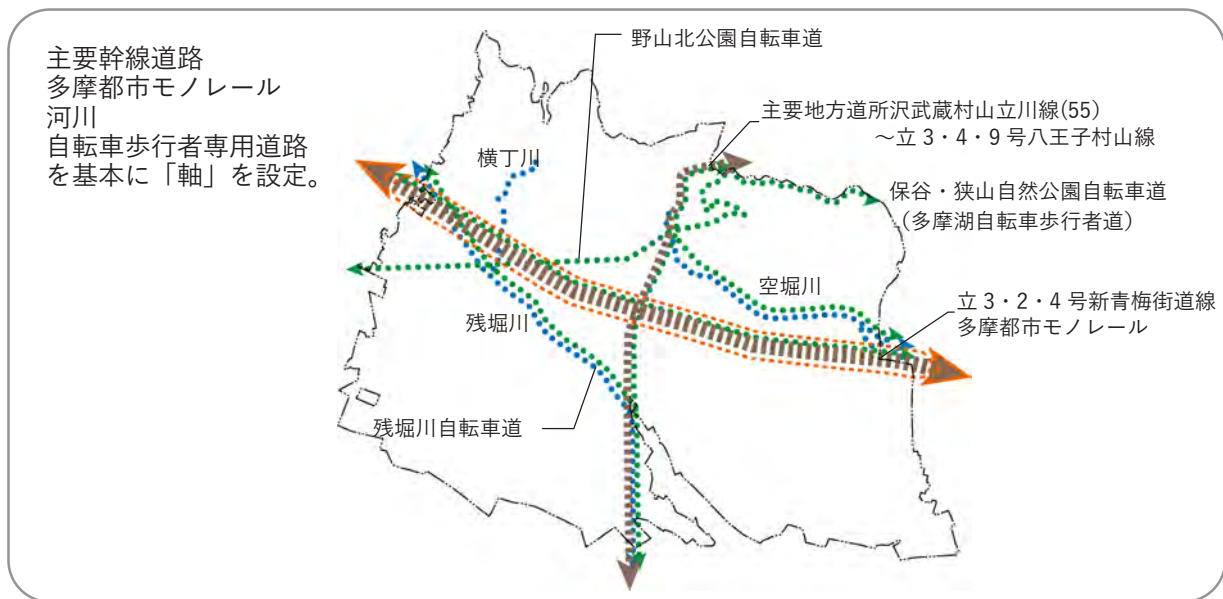 主要幹線道路
多摩都市モノレール
河川
自転車歩行者専用道路
を基本に「軸」を設定。
野山北公園自転車道
主要地方道所沢武蔵村山立川線(55)
～立3・4・9号八王子村山線
横丁川
保谷・狭山自然公園自転車道
（多摩湖自転車歩行者道）
空堀川
立3・2・4号新青梅街道線
多摩都市モノレール
残堀川
残堀川自転車道